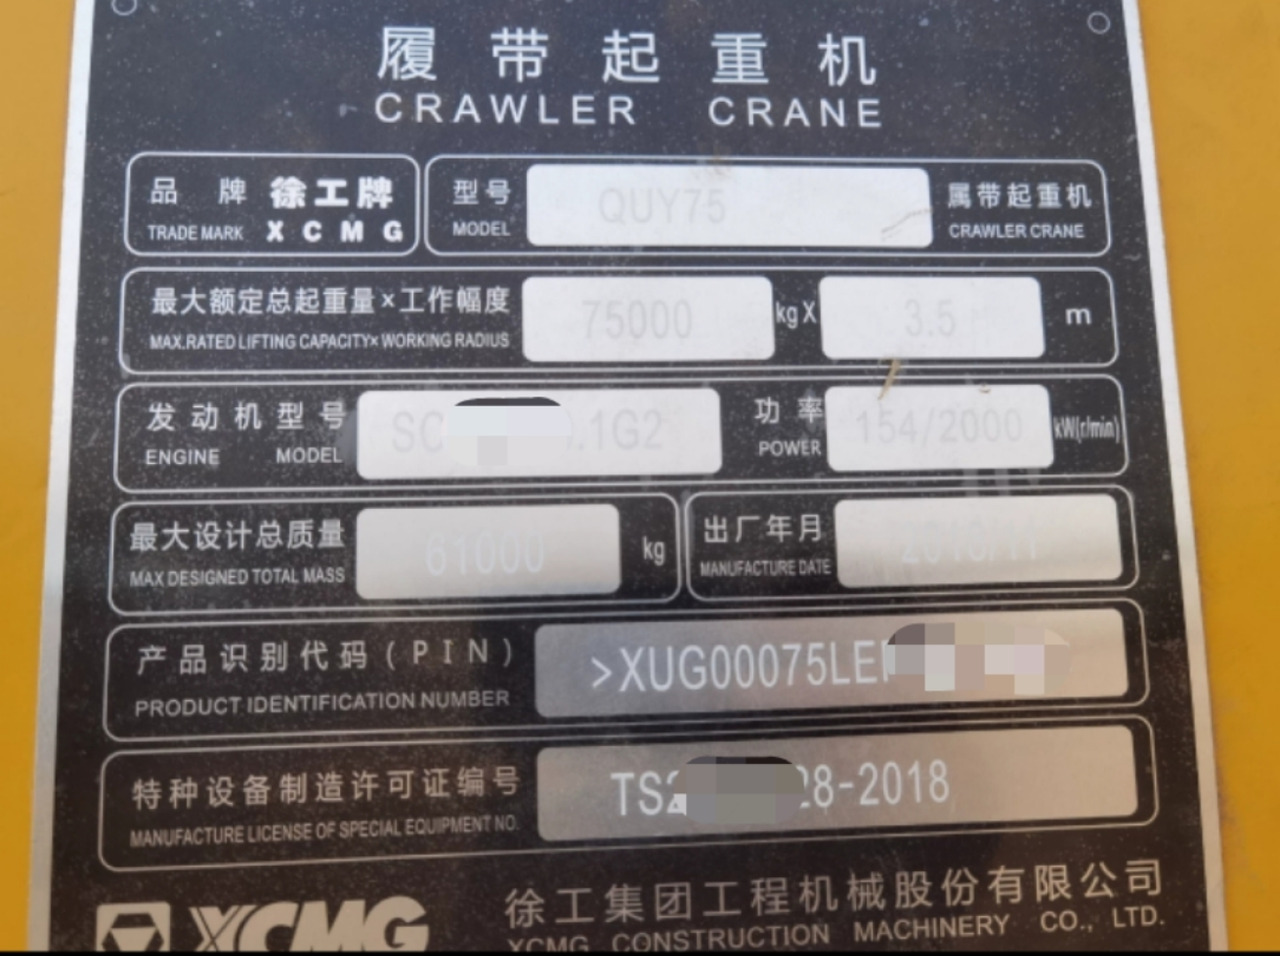 履带起重机
CRAWLER CRANE
品牌 徐工牌 型号 QUY75 履带起重机
TRADE MARK XCMG MODEL CRAWLER CRANE
最大额定总起重量×工作幅度 75000 kg X 3.5 m
MAX.RATED LIFTING CAPACITY×WORKING RADIUS
发动机型号 SC .1G2 功率 154/2000 kW(r/min)
ENGINE MODEL POWER
最大设计总质量 61000 kg 出厂年月
MAX DESIGNED TOTAL MASS MANUFACTURE DATE
产品识别代码(PIN) >XUG00075LE
PRODUCT IDENTIFICATION NUMBER
特种设备制造许可证编号 TS2 28-2018
MANUFACTURE LICENSE OF SPECIAL EQUIPMENT NO.
XCMG 徐工集团工程机械股份有限公司
XCMG CONSTRUCTION MACHINERY CO., LTD.